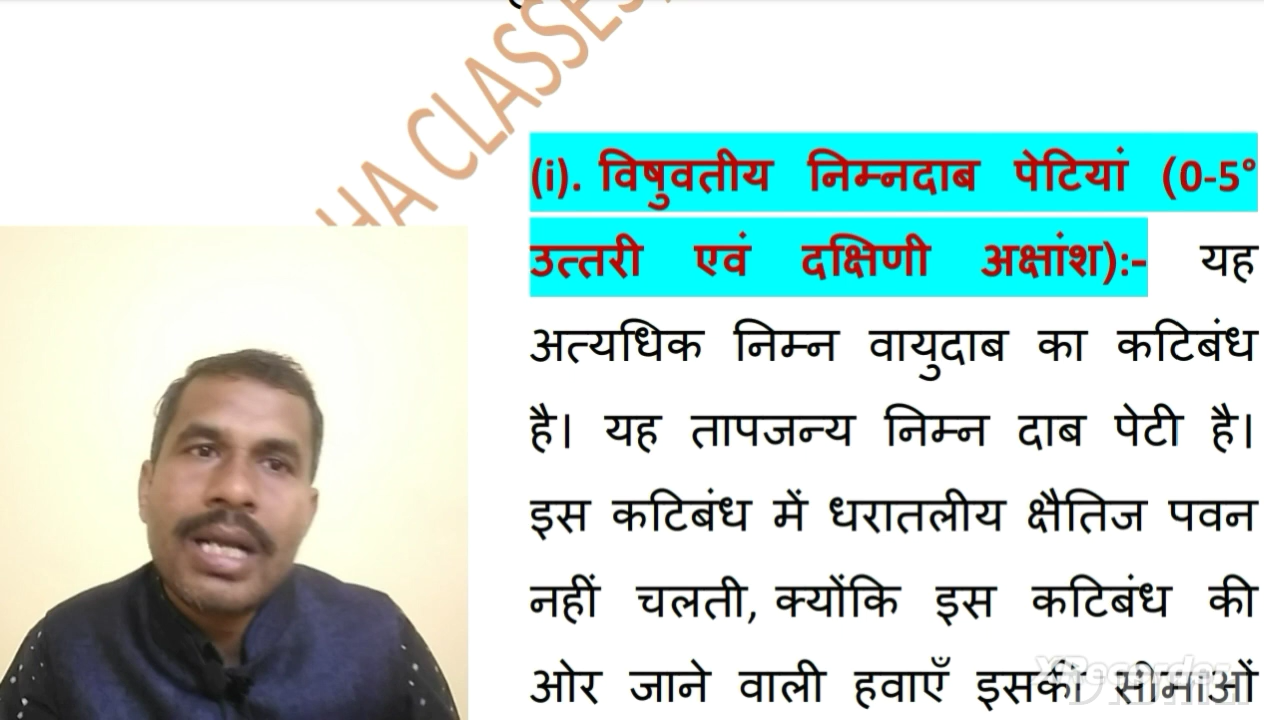 HA CLASSES
(i). विषुवतीय निम्नदाब पेटियां (0-5°
उत्तरी एवं दक्षिणी अक्षांश):- यह
अत्यधिक निम्न वायुदाब का कटिबंध
है। यह तापजन्य निम्न दाब पेटी है।
इस कटिबंध में धरातलीय क्षैतिज पवन
नहीं चलती, क्योंकि इस कटिबंध की
ओर जाने वाली हवाएँ इसकी सीमाओं
XRecorder